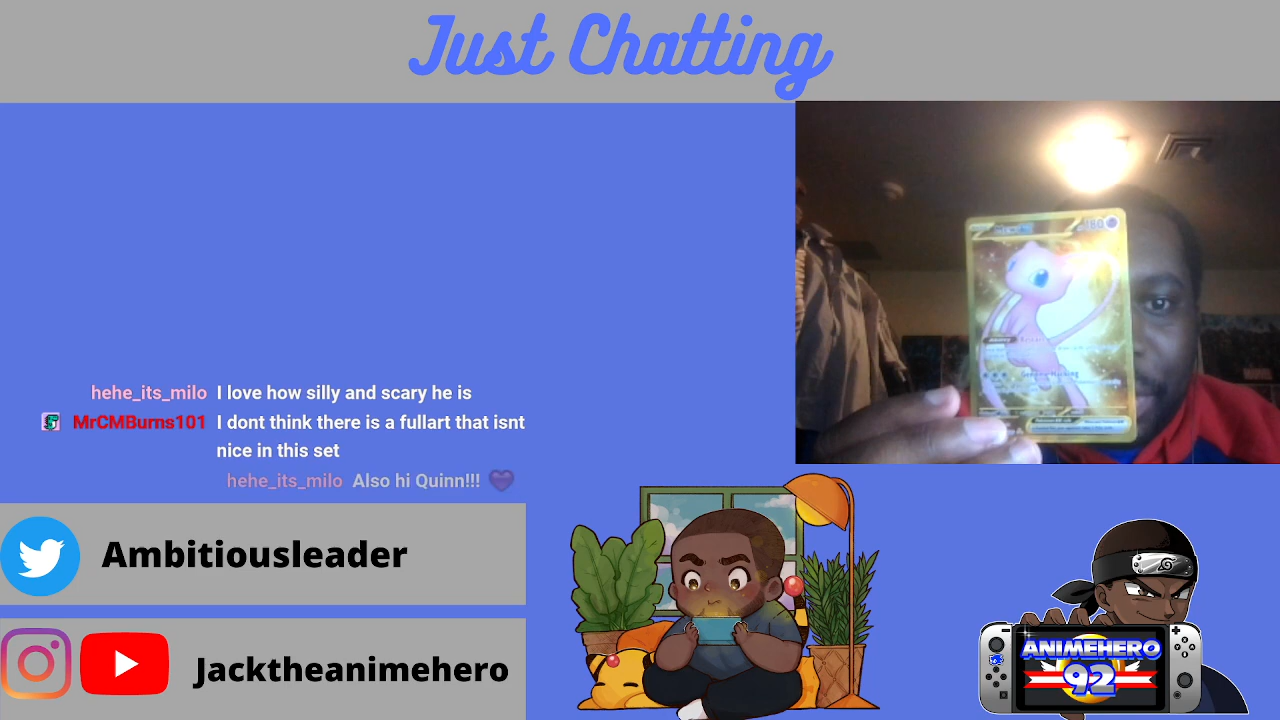 Just Chatting
180
hehe_its_milo I love how silly and scary he is
MrCMBurns101 I dont think there is a fullart that isnt
nice in this set
hehe_its_milo Also hi Quinn!!!
Ambitiousleader
Jacktheanimehero
ANIMEHERO
92